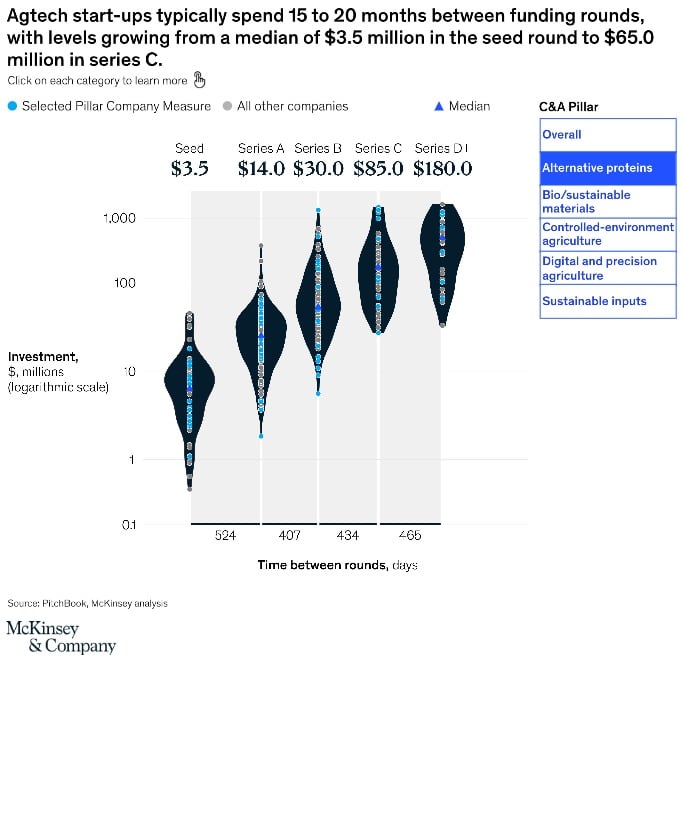 Agtech start-ups typically spend 15 to 20 months between funding rounds,
with levels growing from a median of $3.5 million in the seed round to $65.0
million in series C.
Click on each category to learn more
Selected Pillar Company Measure All other companies Median C&A Pillar
Overall
Alternative proteins
Bio/sustainable
materials
Controlled-environment
agriculture
Digital and precision
agriculture
Sustainable inputs
Seed Series A Series B Series C Series D+
$3.5 $14.0 $30.0 $85.0 $180.0
1,000
100
10
1
0.1
Investment,
$, millions
(logarithmic scale)
524 407 434 465
Time between rounds, days
Source: PitchBook, McKinsey analysis
McKinsey
& Company